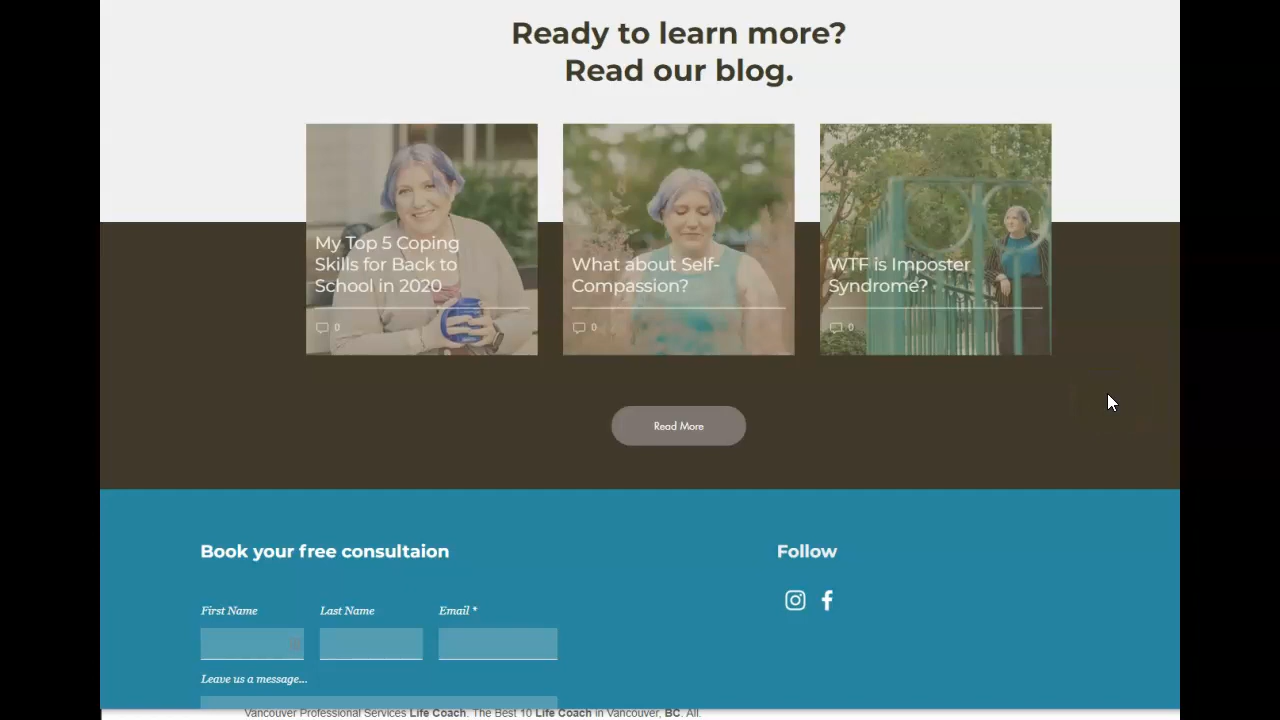 Ready to learn more?
Read our blog.
My Top 5 Coping
Skills for Back to
School in 2020
0
What about Self-
Compassion?
0
WTF is Imposter
Syndrome?
0
Read More
Book your free consultaion
Follow
First Name
Last Name
Email *
Leave us a message...
Vancouver Professional Services Life Coach. The Best 10 Life Coach in Vancouver, BC. All.